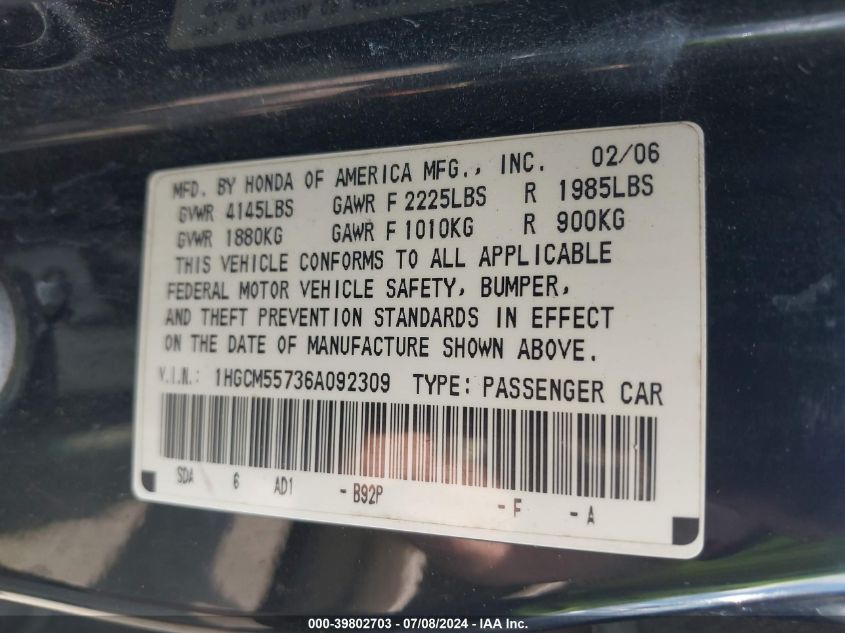 MFD. BY HONDA OF AMERICA MFG., INC. 02/06
GVWR 4145LBS GAWR F 2225LBS R 1985LBS
GVWR 1880KG GAWR F 1010KG R 900KG
THIS VEHICLE CONFORMS TO ALL APPLICABLE
FEDERAL MOTOR VEHICLE SAFETY, BUMPER,
AND THEFT PREVENTION STANDARDS IN EFFECT
ON THE DATE OF MANUFACTURE SHOWN ABOVE.
V.I.N.: 1HGCM55736A092309 TYPE: PASSENGER CAR
SDA 6 AD1 - B92P - F - A
000-39802703 / 07/08/2024 - IAA Inc.